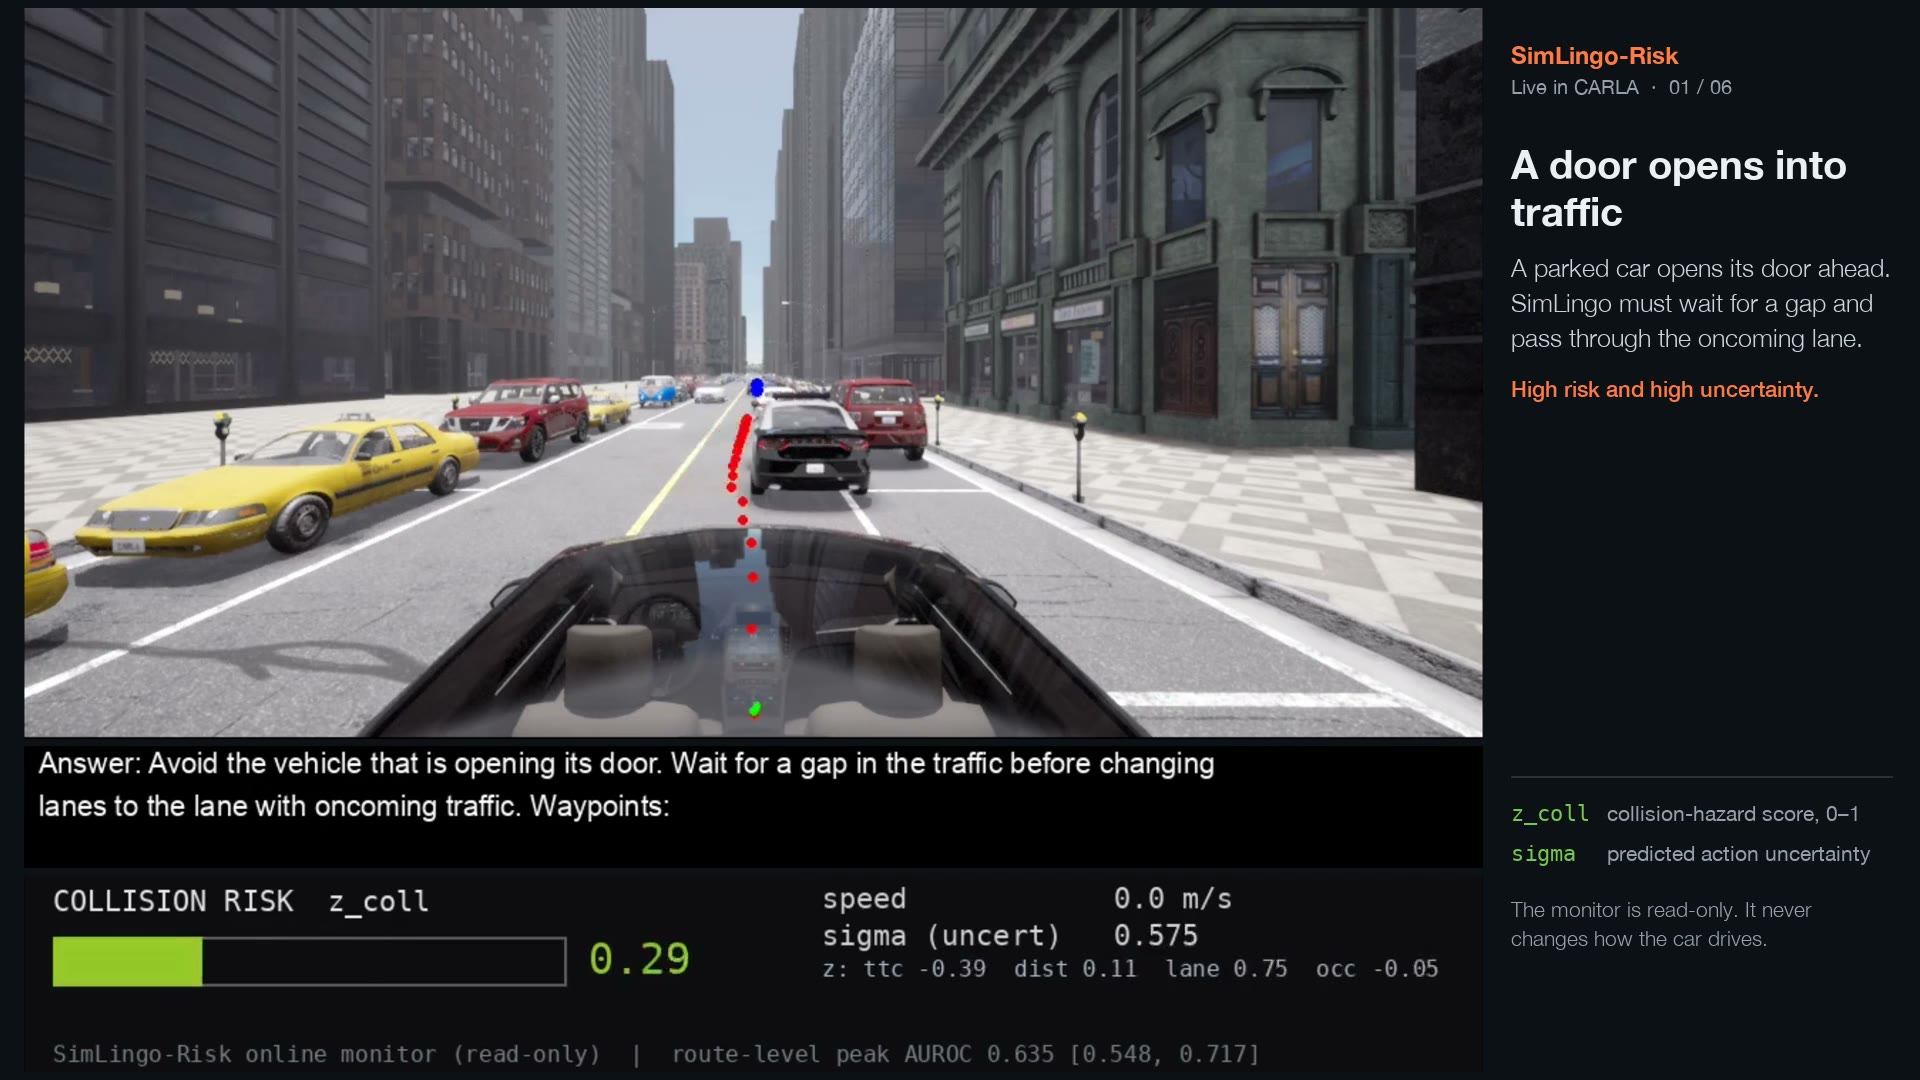 SimLingo-Risk
Live in CARLA · 01 / 06
A door opens into
traffic
A parked car opens its door ahead.
SimLingo must wait for a gap and
pass through the oncoming lane.
High risk and high uncertainty.
Answer: Avoid the vehicle that is opening its door. Wait for a gap in the traffic before changing
lanes to the lane with oncoming traffic. Waypoints:
COLLISION RISK z_coll
0.29
speed 0.0 m/s
sigma (uncert) 0.575
z: ttc -0.39 dist 0.11 lane 0.75 occ -0.05
SimLingo-Risk online monitor (read-only) | route-level peak AUROC 0.635 [0.548, 0.717]
z_coll collision-hazard score, 0–1
sigma predicted action uncertainty
The monitor is read-only. It never
changes how the car drives.